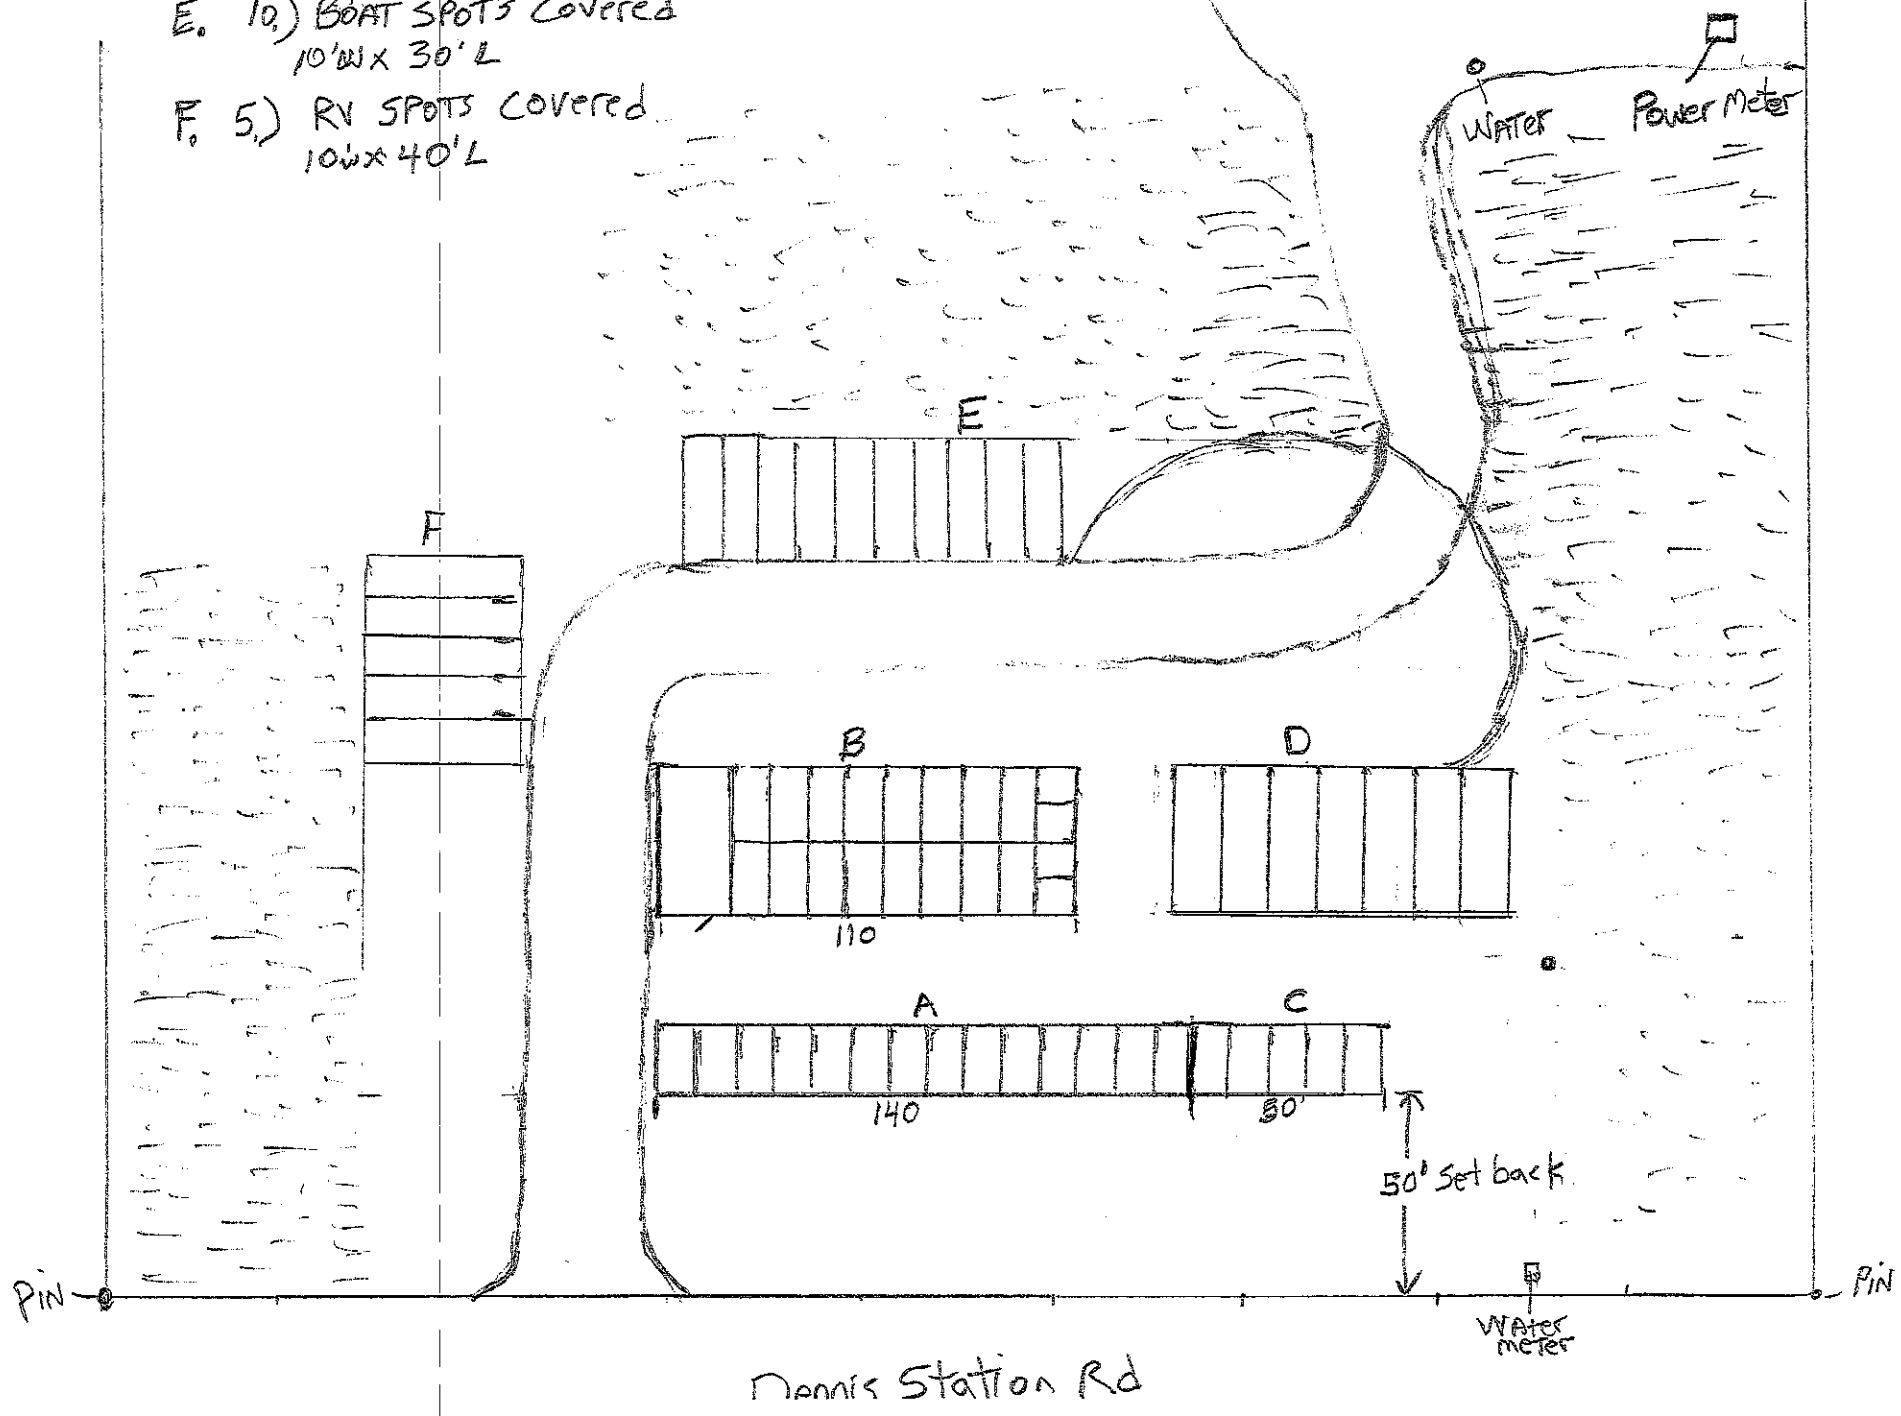 E. 10.) BOAT SPOTS Covered
10'W X 30'L
F. 5.) RV SPOTS Covered
10'W X 40'L
WATER
Power Meter
E
F
B
D
110
A
C
140
50'
50' Set back
PIN
PIN
WAter
meter
Dennis Station Rd